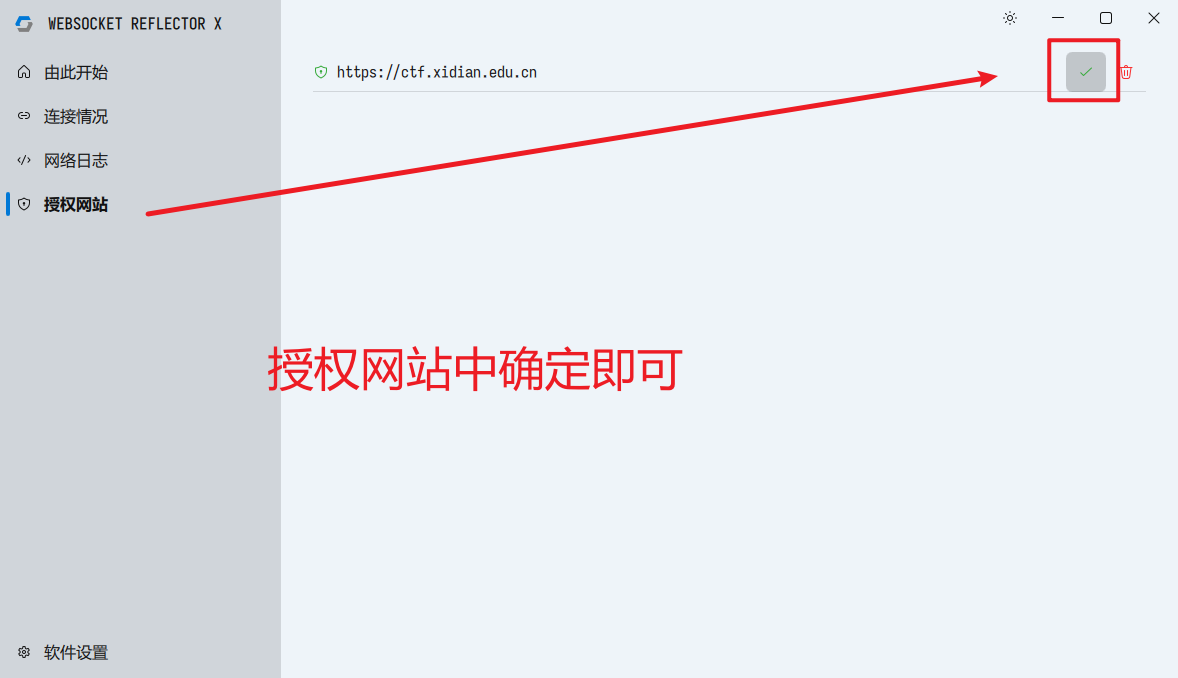 WEBSOCKET REFLECTOR X
由此开始
连接情况
网络日志
授权网站
https://ctf.xidian.edu.cn
授权网站中确定即可
软件设置